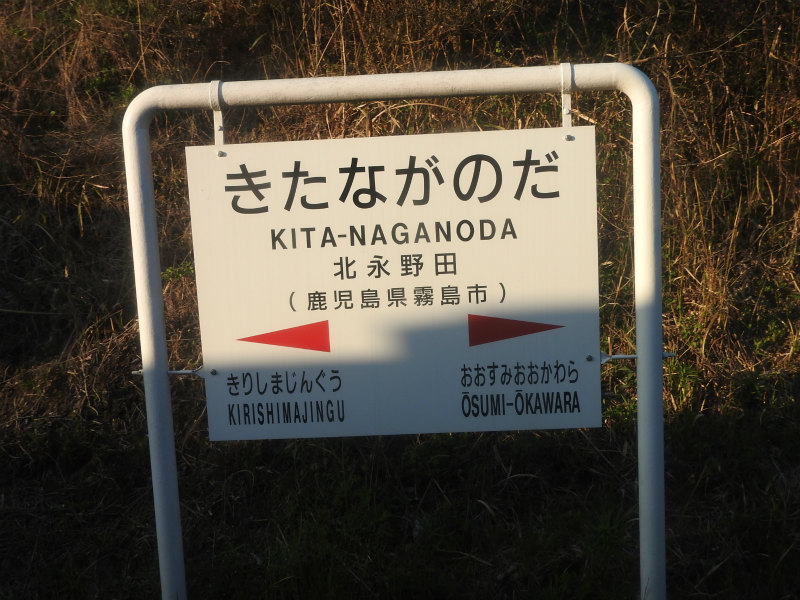 きたながのだ
KITA-NAGANODA
北永野田
（鹿児島県霧島市）
きりしまじんぐう おおすみおおかわら
KIRISHIMAJINGU ŌSUMI-ŌKAWARA